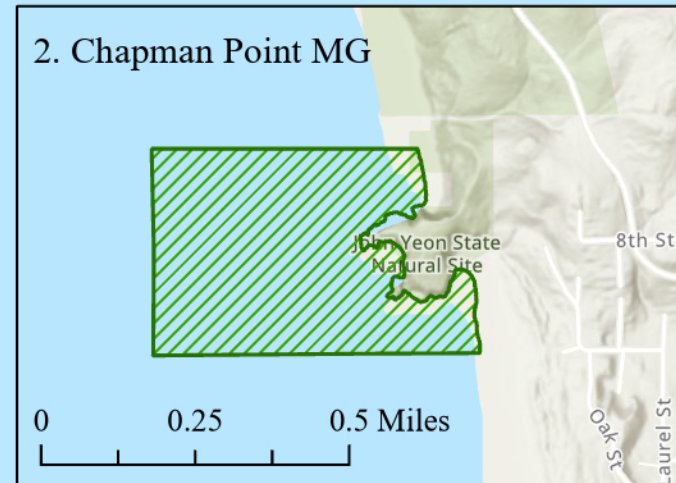 2. Chapman Point MG
John Yeon State
Natural Site
8th St
0 0.25 0.5 Miles
Oak St
Laurel St